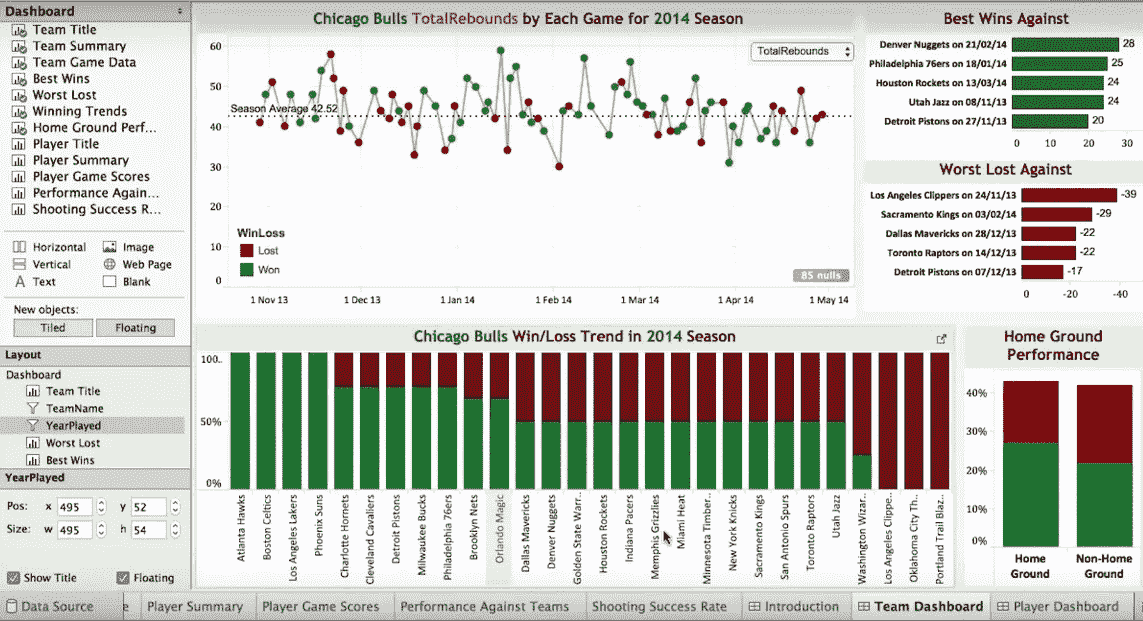 Dashboard
Team Title
Team Summary
Team Game Data
Best Wins
Worst Lost
Winning Trends
Home Ground Perf...
Player Title
Player Summary
Player Game Scores
Performance Again...
Shooting Success R...
Horizontal Image
Vertical Web Page
Text Blank
New objects:
Tiled Floating
Layout
Dashboard
Team Title
TeamName
YearPlayed
Worst Lost
Best Wins
YearPlayed
Pos: x 495 y 52
Size: w 495 h 54
Show Title Floating
Chicago Bulls TotalRebounds by Each Game for 2014 Season
TotalRebounds
60
50
Season Average 42.52
40
30
20
10
0
WinLoss
Lost
Won
85 nulls
1 Nov 13 1 Dec 13 1 Jan 14 1 Feb 14 1 Mar 14 1 Apr 14 1 May 14
Best Wins Against
Denver Nuggets on 21/02/14 28
Philadelphia 76ers on 18/01/14 25
Houston Rockets on 13/03/14 24
Utah Jazz on 08/11/13 24
Detroit Pistons on 27/11/13 20
0 10 20 30
Worst Lost Against
Los Angeles Clippers on 24/11/13 -39
Sacramento Kings on 03/02/14 -29
Dallas Mavericks on 28/12/13 -22
Toronto Raptors on 14/12/13 -22
Detroit Pistons on 07/12/13 -17
0 -20 -40
Chicago Bulls Win/Loss Trend in 2014 Season
100..
50%
0%
Atlanta Hawks
Boston Celtics
Los Angeles Lakers
Phoenix Suns
Charlotte Hornets
Cleveland Cavaliers
Detroit Pistons
Milwaukee Bucks
Philadelphia 76ers
Brooklyn Nets
Orlando Magic
Dallas Mavericks
Denver Nuggets
Golden State Warr..
Houston Rockets
Indiana Pacers
Memphis Grizzlies
Miami Heat
Minnesota Timber..
New York Knicks
Sacramento Kings
San Antonio Spurs
Toronto Raptors
Utah Jazz
Washington Wizar..
Los Angeles Clippe..
Oklahoma City Th..
Portland Trail Blaz..
Home Ground
Performance
40%
30%
20%
10%
0%
Home Non-Home
Ground Ground
Data Source e Player Summary Player Game Scores Performance Against Teams Shooting Success Rate Introduction Team Dashboard Player Dashboard